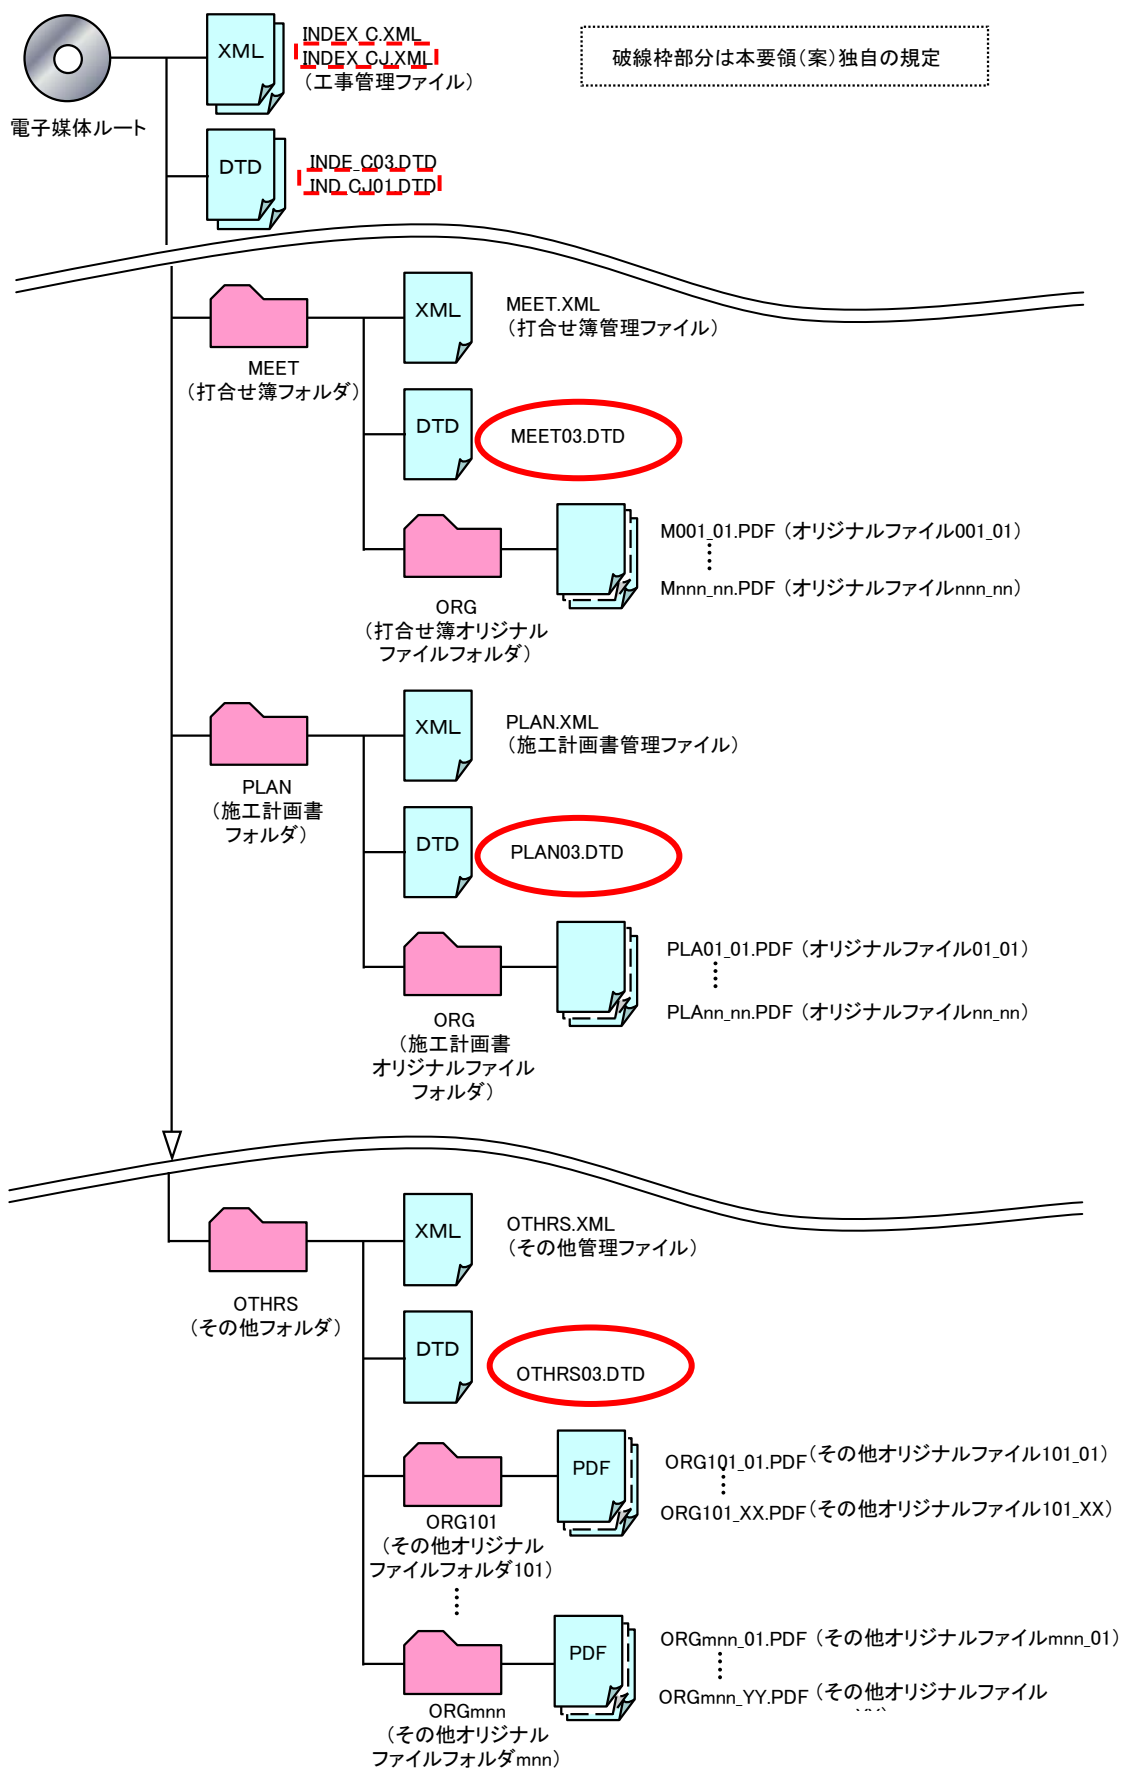 INDEX_C.XML
INDEX_CJ.XML
（工事管理ファイル）
XML
破線枠部分は本要領(案)独自の規定
電子媒体ルート
DTD
INDE_C03.DTD
IND_CJ01.DTD
XML
MEET.XML
（打合せ簿管理ファイル）
MEET
（打合せ簿フォルダ）
DTD
MEET03.DTD
M001_01.PDF（オリジナルファイル001_01）
Mnnn_nn.PDF（オリジナルファイルnnn_nn）
ORG
（打合せ簿オリジナル
ファイルフォルダ）
XML
PLAN.XML
（施工計画書管理ファイル）
PLAN
（施工計画書
フォルダ）
DTD
PLAN03.DTD
PLA01_01.PDF（オリジナルファイル01_01）
PLAnn_nn.PDF（オリジナルファイルnn_nn）
ORG
（施工計画書
オリジナルファイル
フォルダ）
XML
OTHRS.XML
（その他管理ファイル）
OTHRS
（その他フォルダ）
DTD
OTHRS03.DTD
PDF
ORG101_01.PDF（その他オリジナルファイル101_01）
ORG101_XX.PDF（その他オリジナルファイル101_XX）
ORG101
（その他オリジナル
ファイルフォルダ101）
PDF
ORGmnn_01.PDF（その他オリジナルファイルmnn_01）
ORGmnn_YY.PDF（その他オリジナルファイル
ORGmnn
（その他オリジナル
ファイルフォルダmnn）